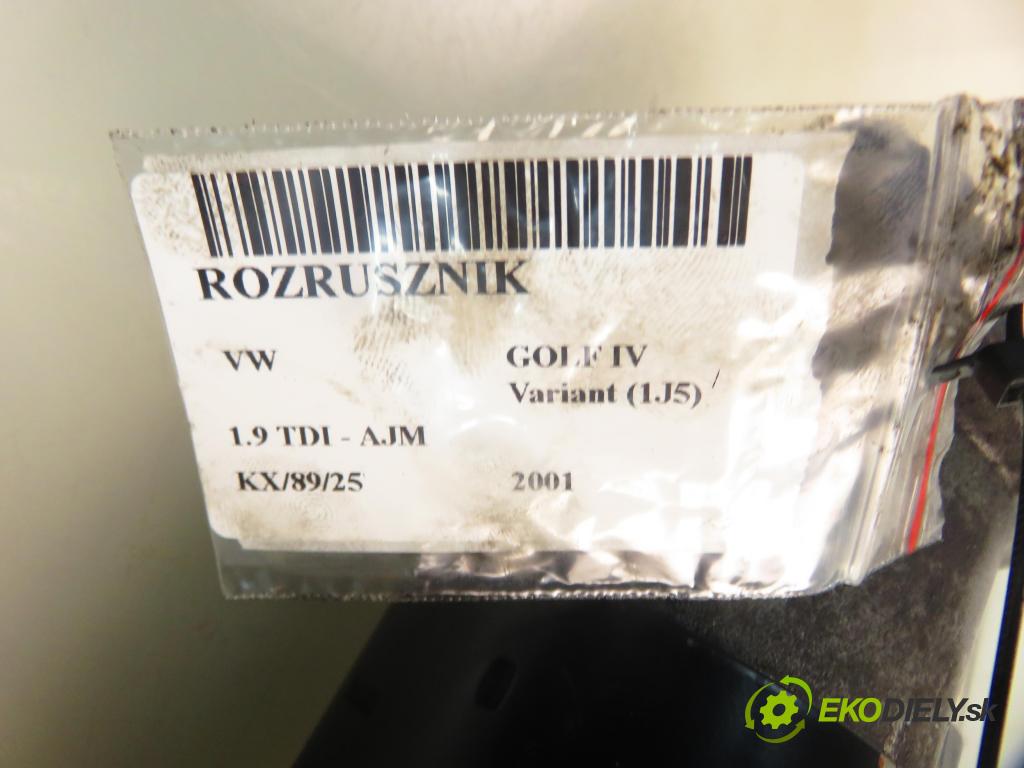 ROZRUSZNIK
VW
GOLF IV
Variant (1J5)
1.9 TDI - AJM
KX/89/25
2001
EKODIELY.sk